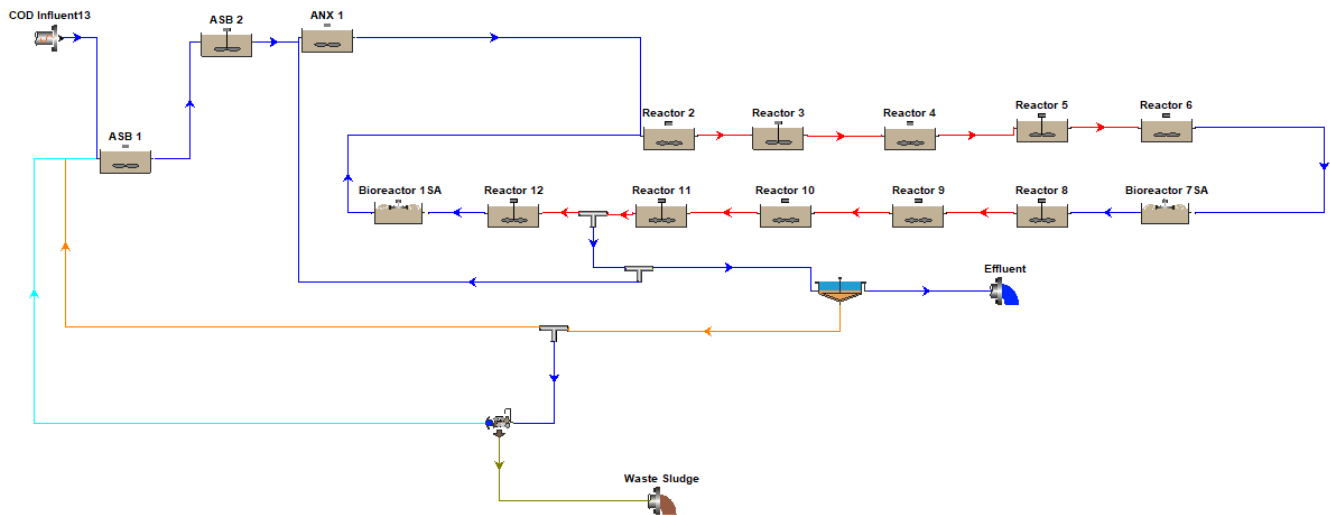 COD Influent13
ASB 2
ANX 1
ASB 1
Reactor 2
Reactor 3
Reactor 4
Reactor 5
Reactor 6
Bioreactor 1SA
Reactor 12
Reactor 11
Reactor 10
Reactor 9
Reactor 8
Bioreactor 7SA
Effluent
Waste Sludge